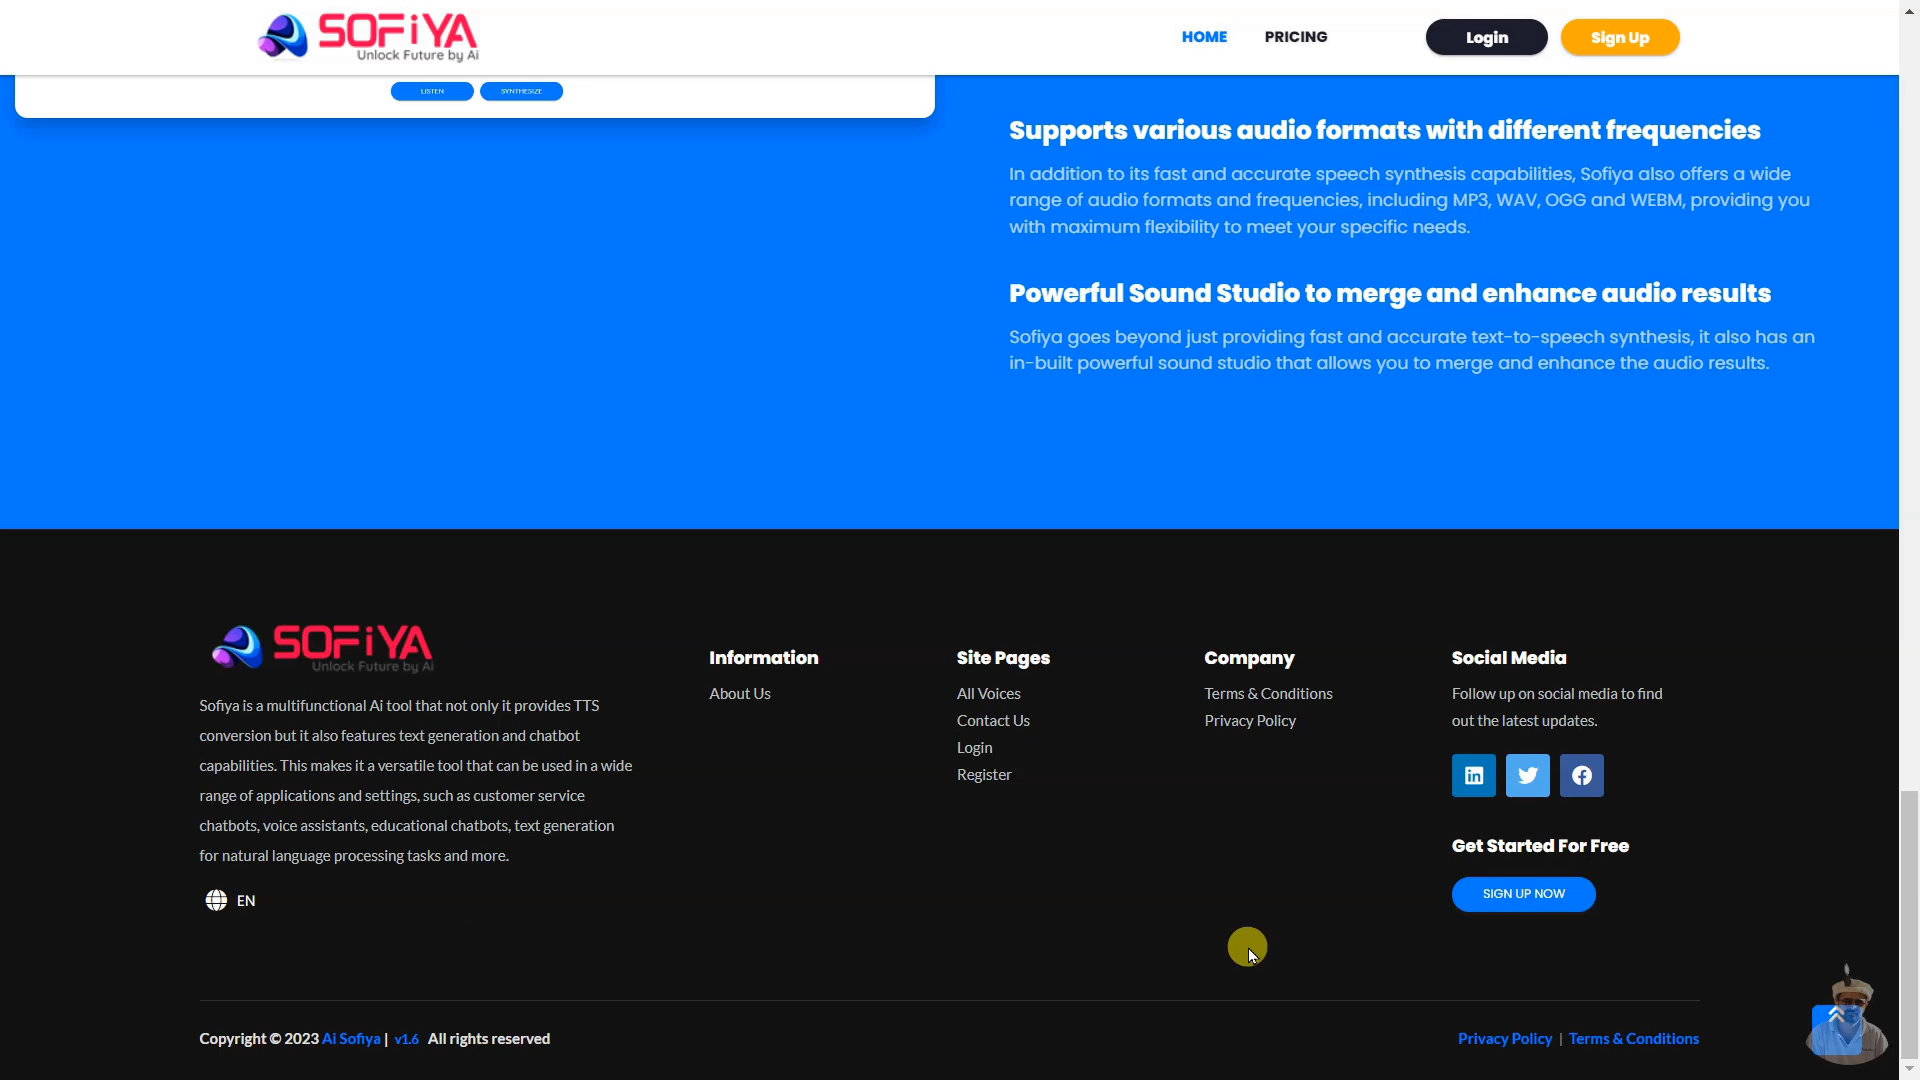 SOFiYA
Unlock Future by Ai
HOME
PRICING
Login
Sign Up
LISTEN
SYNTHESIZE
Supports various audio formats with different frequencies
In addition to its fast and accurate speech synthesis capabilities, Sofiya also offers a wide
range of audio formats and frequencies, including MP3, WAV, OGG and WEBM, providing you
with maximum flexibility to meet your specific needs.
Powerful Sound Studio to merge and enhance audio results
Sofiya goes beyond just providing fast and accurate text-to-speech synthesis, it also has an
in-built powerful sound studio that allows you to merge and enhance the audio results.
SOFiYA
Unlock Future by Ai
Sofiya is a multifunctional Ai tool that not only it provides TTS
conversion but it also features text generation and chatbot
capabilities. This makes it a versatile tool that can be used in a wide
range of applications and settings, such as customer service
chatbots, voice assistants, educational chatbots, text generation
for natural language processing tasks and more.
EN
Information
About Us
Site Pages
All Voices
Contact Us
Login
Register
Company
Terms & Conditions
Privacy Policy
Social Media
Follow up on social media to find
out the latest updates.
Get Started For Free
SIGN UP NOW
Copyright © 2023 Ai Sofiya | v1.6 All rights reserved
Privacy Policy | Terms & Conditions